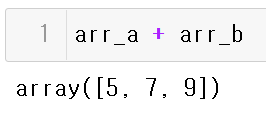 1 arr_a + arr_b
array([5, 7, 9])